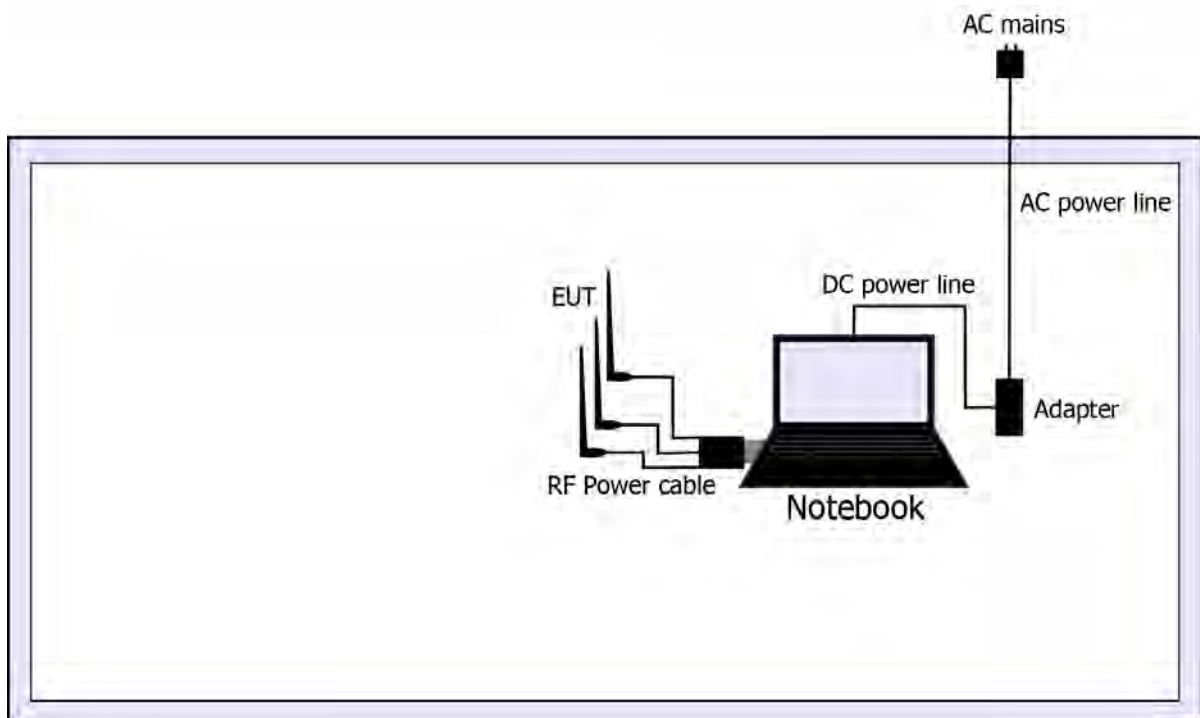 AC mains
AC power line
DC power line
EUT
Adapter
RF Power cable
Notebook